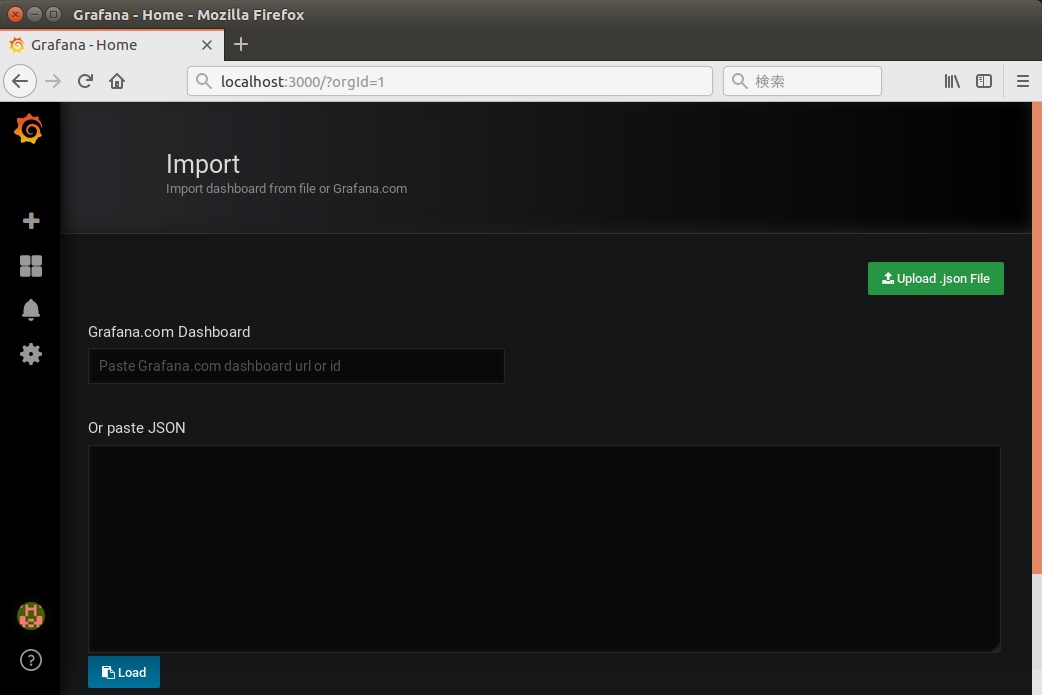 Grafana - Home - Mozilla Firefox
Grafana - Home
localhost:3000/?orgId=1
検索
Import
Import dashboard from file or Grafana.com
Upload .json File
Grafana.com Dashboard
Paste Grafana.com dashboard url or id
Or paste JSON
Load